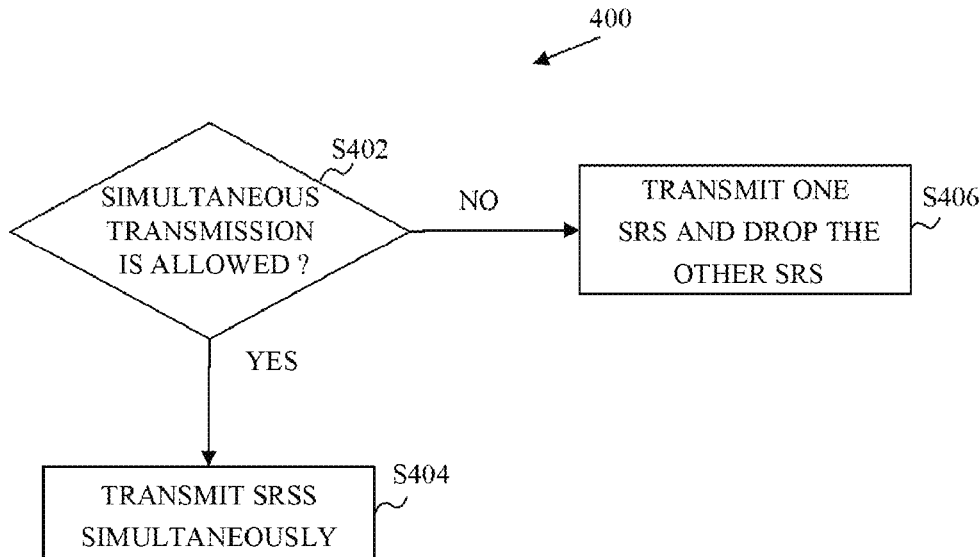 400
S402
SIMULTANEOUS
TRANSMISSION
IS ALLOWED ?
NO
TRANSMIT ONE
SRS AND DROP THE
OTHER SRS
S406
YES
S404
TRANSMIT SRSS
SIMULTANEOUSLY